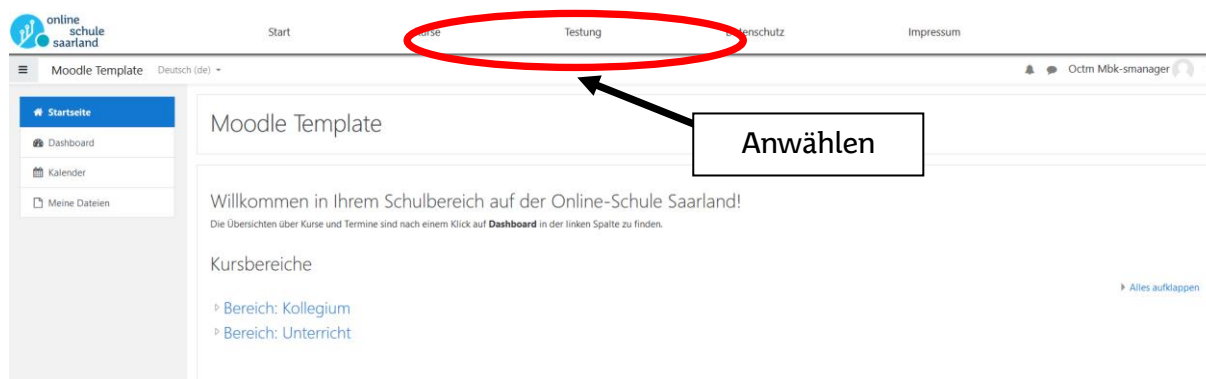 online
schule
saarland
Start
Testung
Impressum
Moodle Template Deutsch (de)
Octm Mbk-smanager
Startseite
Dashboard
Kalender
Meine Dateien
Moodle Template
Anwählen
Willkommen in Ihrem Schulbereich auf der Online-Schule Saarland!
Die Übersichten über Kurse und Termine sind nach einem Klick auf Dashboard in der linken Spalte zu finden.
Kursbereiche
Alles aufklappen
Bereich: Kollegium
Bereich: Unterricht